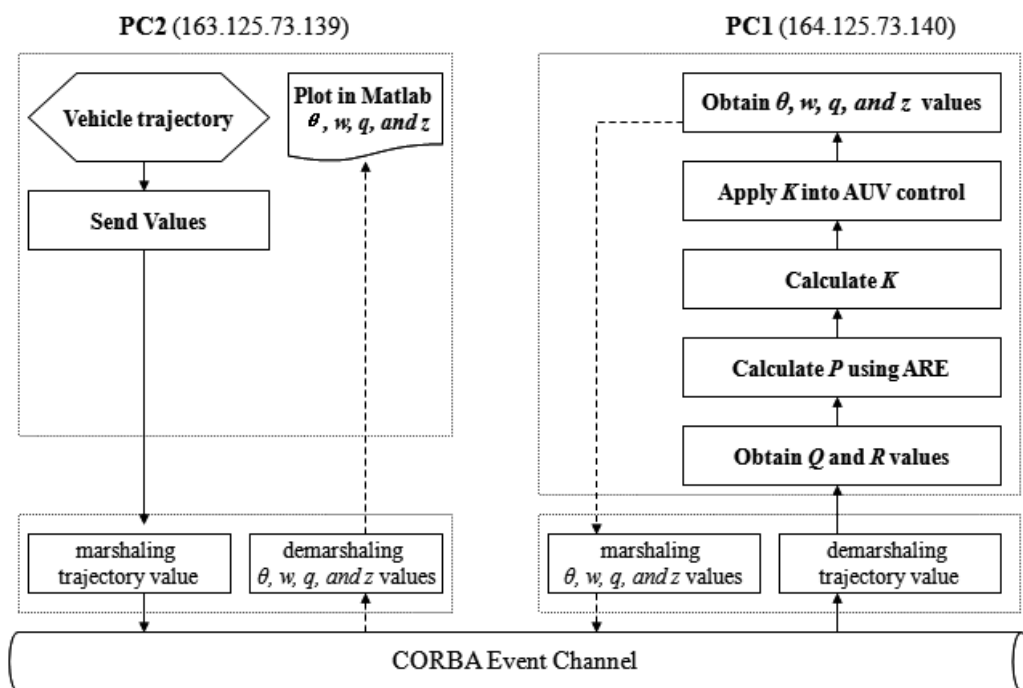 PC2 (163.125.73.139)
Vehicle trajectory
Plot in Matlab
θ, w, q, and z
Send Values
marshaling
trajectory value
demarshaling
θ, w, q, and z values
PC1 (164.125.73.140)
Obtain θ, w, q, and z values
Apply K into AUV control
Calculate K
Calculate P using ARE
Obtain Q and R values
marshaling
θ, w, q, and z values
demarshaling
trajectory value
CORBA Event Channel